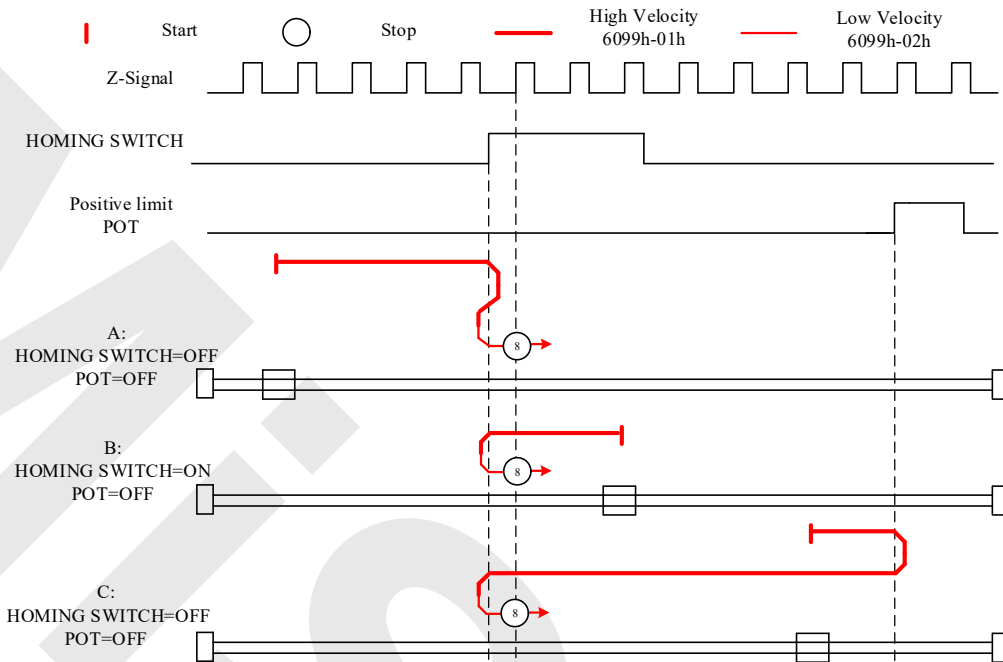 Start
Stop
High Velocity
6099h-01h
Low Velocity
6099h-02h
Z-Signal
HOMING SWITCH
Positive limit
POT
A:
HOMING SWITCH=OFF
POT=OFF
8
B:
HOMING SWITCH=ON
POT=OFF
8
C:
HOMING SWITCH=OFF
POT=OFF
8